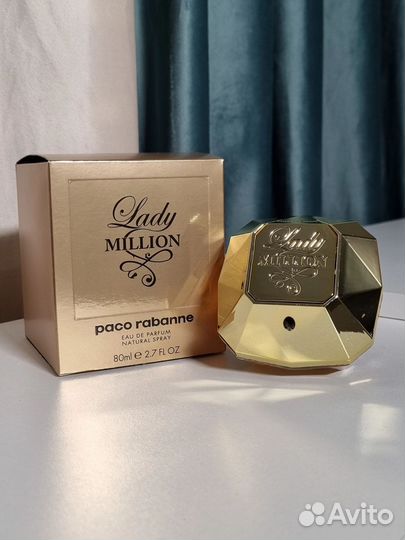 Lady
MILLION
paco rabanne
EAU DE PARFUM
NATURAL SPRAY
80ml e 2.7 FL OZ
Lady
MILLION
Avito